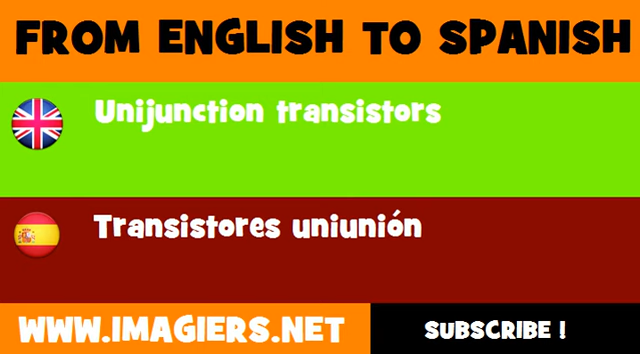 FROM ENGLISH TO SPANISH
Unijunction transistors
Transistores uniunión
WWW.IMAGIERS.NET
SUBSCRIBE !